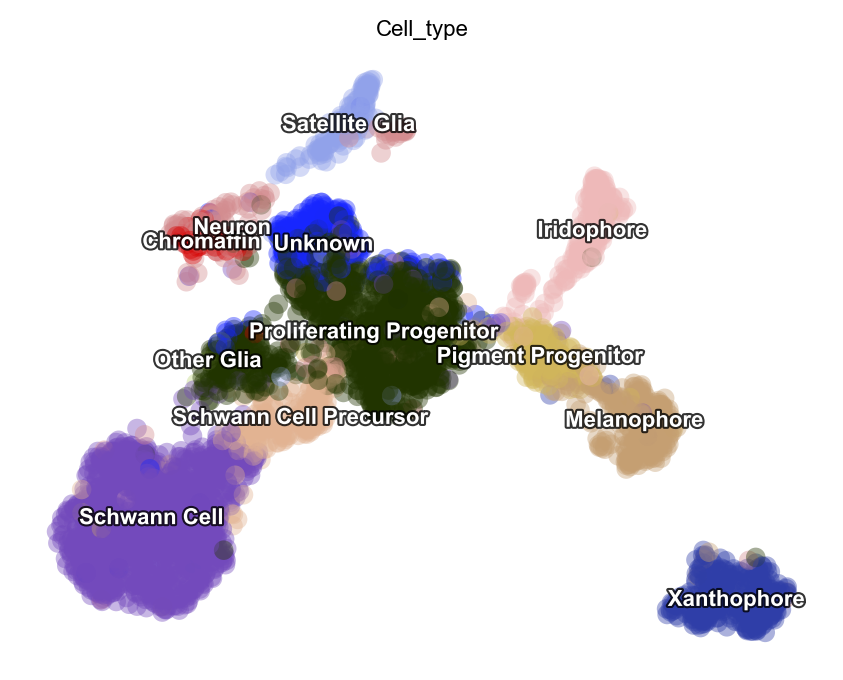 Cell_type
Satellite Glia
Neuron
Chromaffin
Unknown
Iridophore
Proliferating Progenitor
Other Glia
Pigment Progenitor
Schwann Cell Precursor
Melanophore
Schwann Cell
Xanthophore